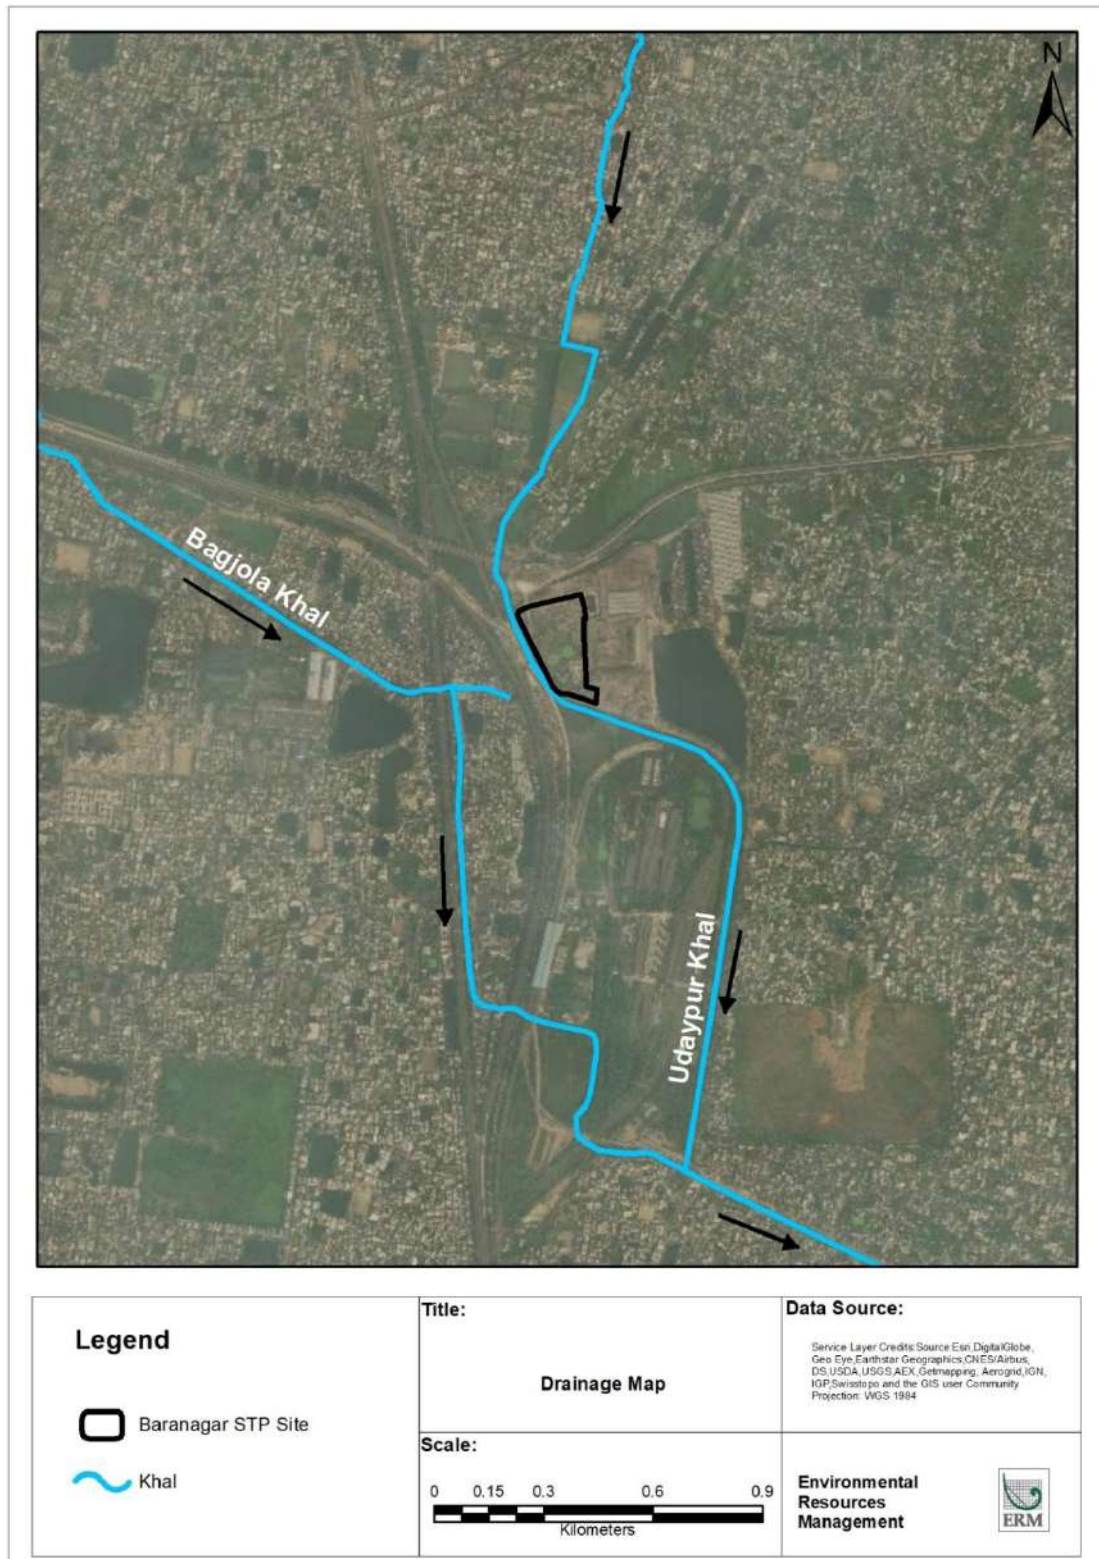 N
Bagjola Khal
Udaypur Khal
Legend
Baranagar STP Site
Khal
Title:
Drainage Map
Scale:
0 0.15 0.3 0.6 0.9
Kilometers
Data Source:
Service Layer Credits:Source Esri,DigitalGlobe,
Geo Eye,Earthstar Geographics,CNES/Airbus,
DS,USDA,USGS,AEX,Getmapping, Aerogrid,IGN,
IGP,Swisstopo and the GIS user Community
Projection: WGS 1984
Environmental
Resources
Management
ERM